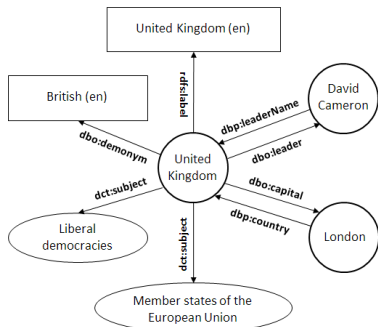 United Kingdom (en)
rdfs:label
British (en)
David
Cameron
dbp:leaderName
dbo:demonym
dbo:leader
United
Kingdom
dct:subject
dbo:capital
dbp:country
Liberal
democracies
dct:subject
London
Member states of the
European Union